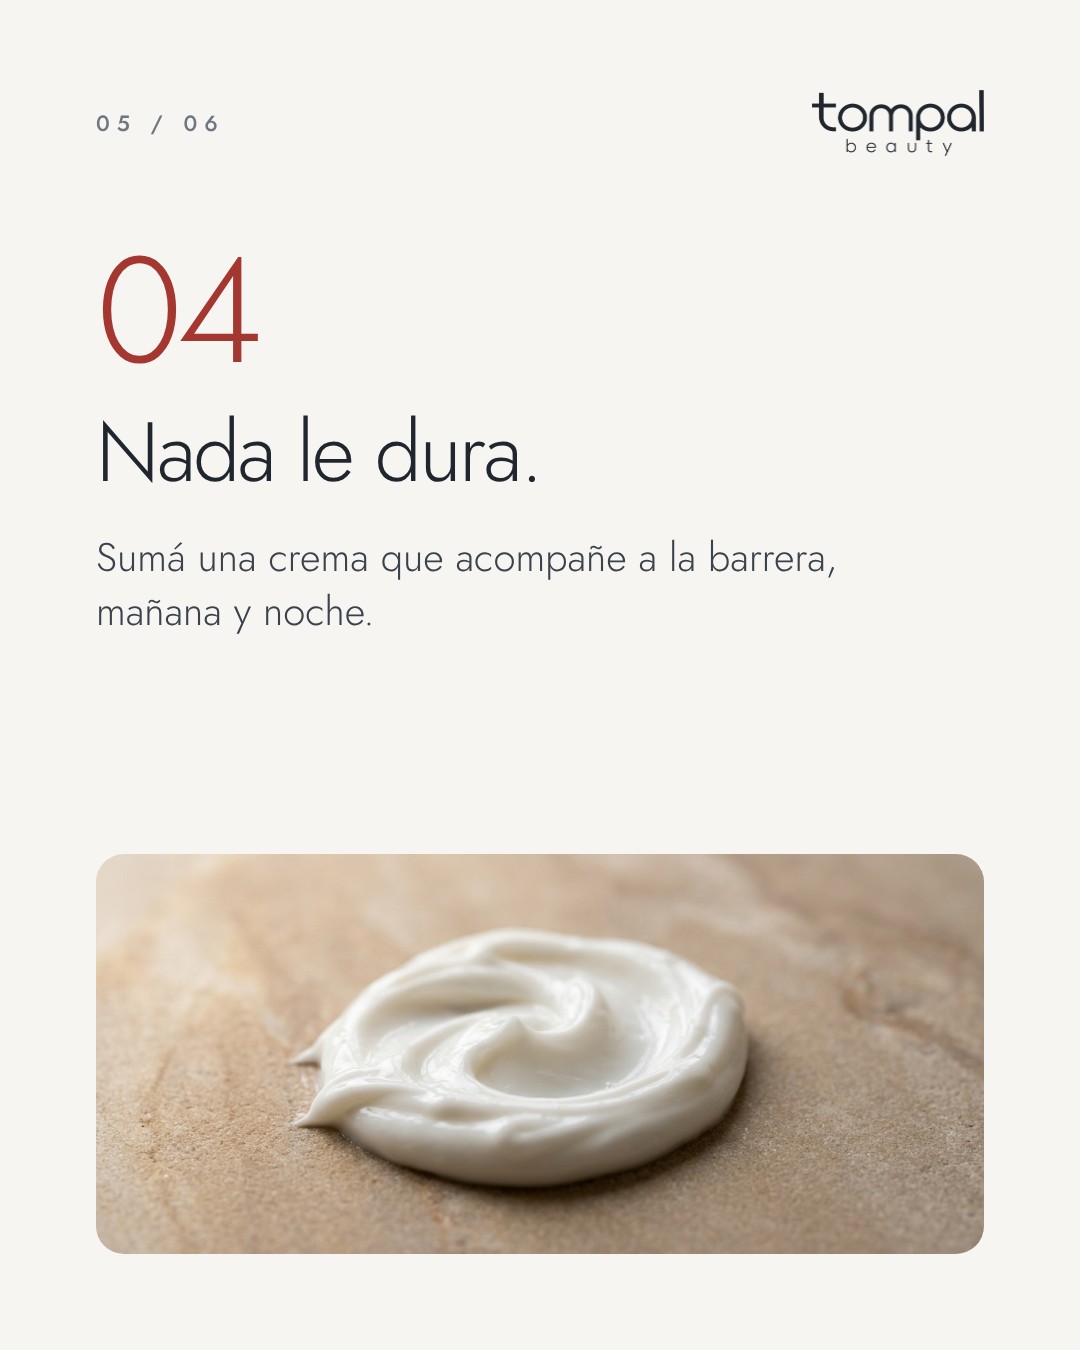 05 / 06
tompal
beauty
04
Nada le dura.
Sumá una crema que acompañe a la barrera,
mañana y noche.